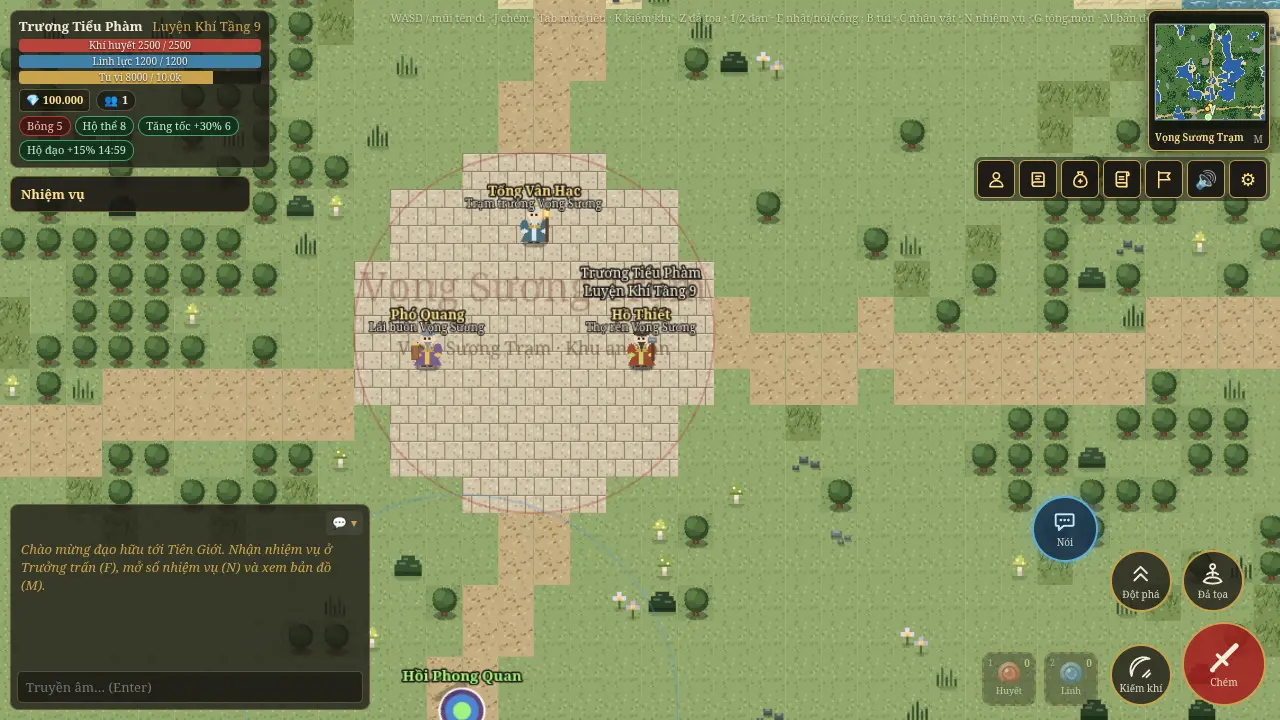 Trương Tiểu Phàm Luyện Khí Tầng 9
Khí huyết 2500 / 2500
Linh lực 1200 / 1200
Tu vi 8000 / 10.0k
💎 100.000 👥 1
Bỏng 5 Hộ thể 8 Tăng tốc +30% 6
Hộ đạo +15% 14:59
Nhiệm vụ
WASD / mũi tên đi · J chém · Tab mục tiêu · K kiếm khí · Z đả tọa · 1/2 đan · F nhặt/nói/cổng · B túi · C nhân vật · N nhiệm vụ · G tông môn · M bản đ
Vọng Sương Trạm M
Tống Vân Hạc
Trạm trưởng Vọng Sương
Vọng Sương
Trương Tiểu Phàm
Luyện Khí Tầng 9
Phó Quang
Lái buôn Vọng Sương
Hồ Thiết
Thợ rèn Vọng Sương
Sương Trạm · Khu an
Chào mừng đạo hữu tới Tiên Giới. Nhận nhiệm vụ ở
Trưởng trấn (F), mở sổ nhiệm vụ (N) và xem bản đồ
(M).
Truyền âm... (Enter)
Hồi Phong Quan
Nói
Đột phá
Đả tọa
1 0
Huyết
2 0
Linh
Kiếm khí
Chém